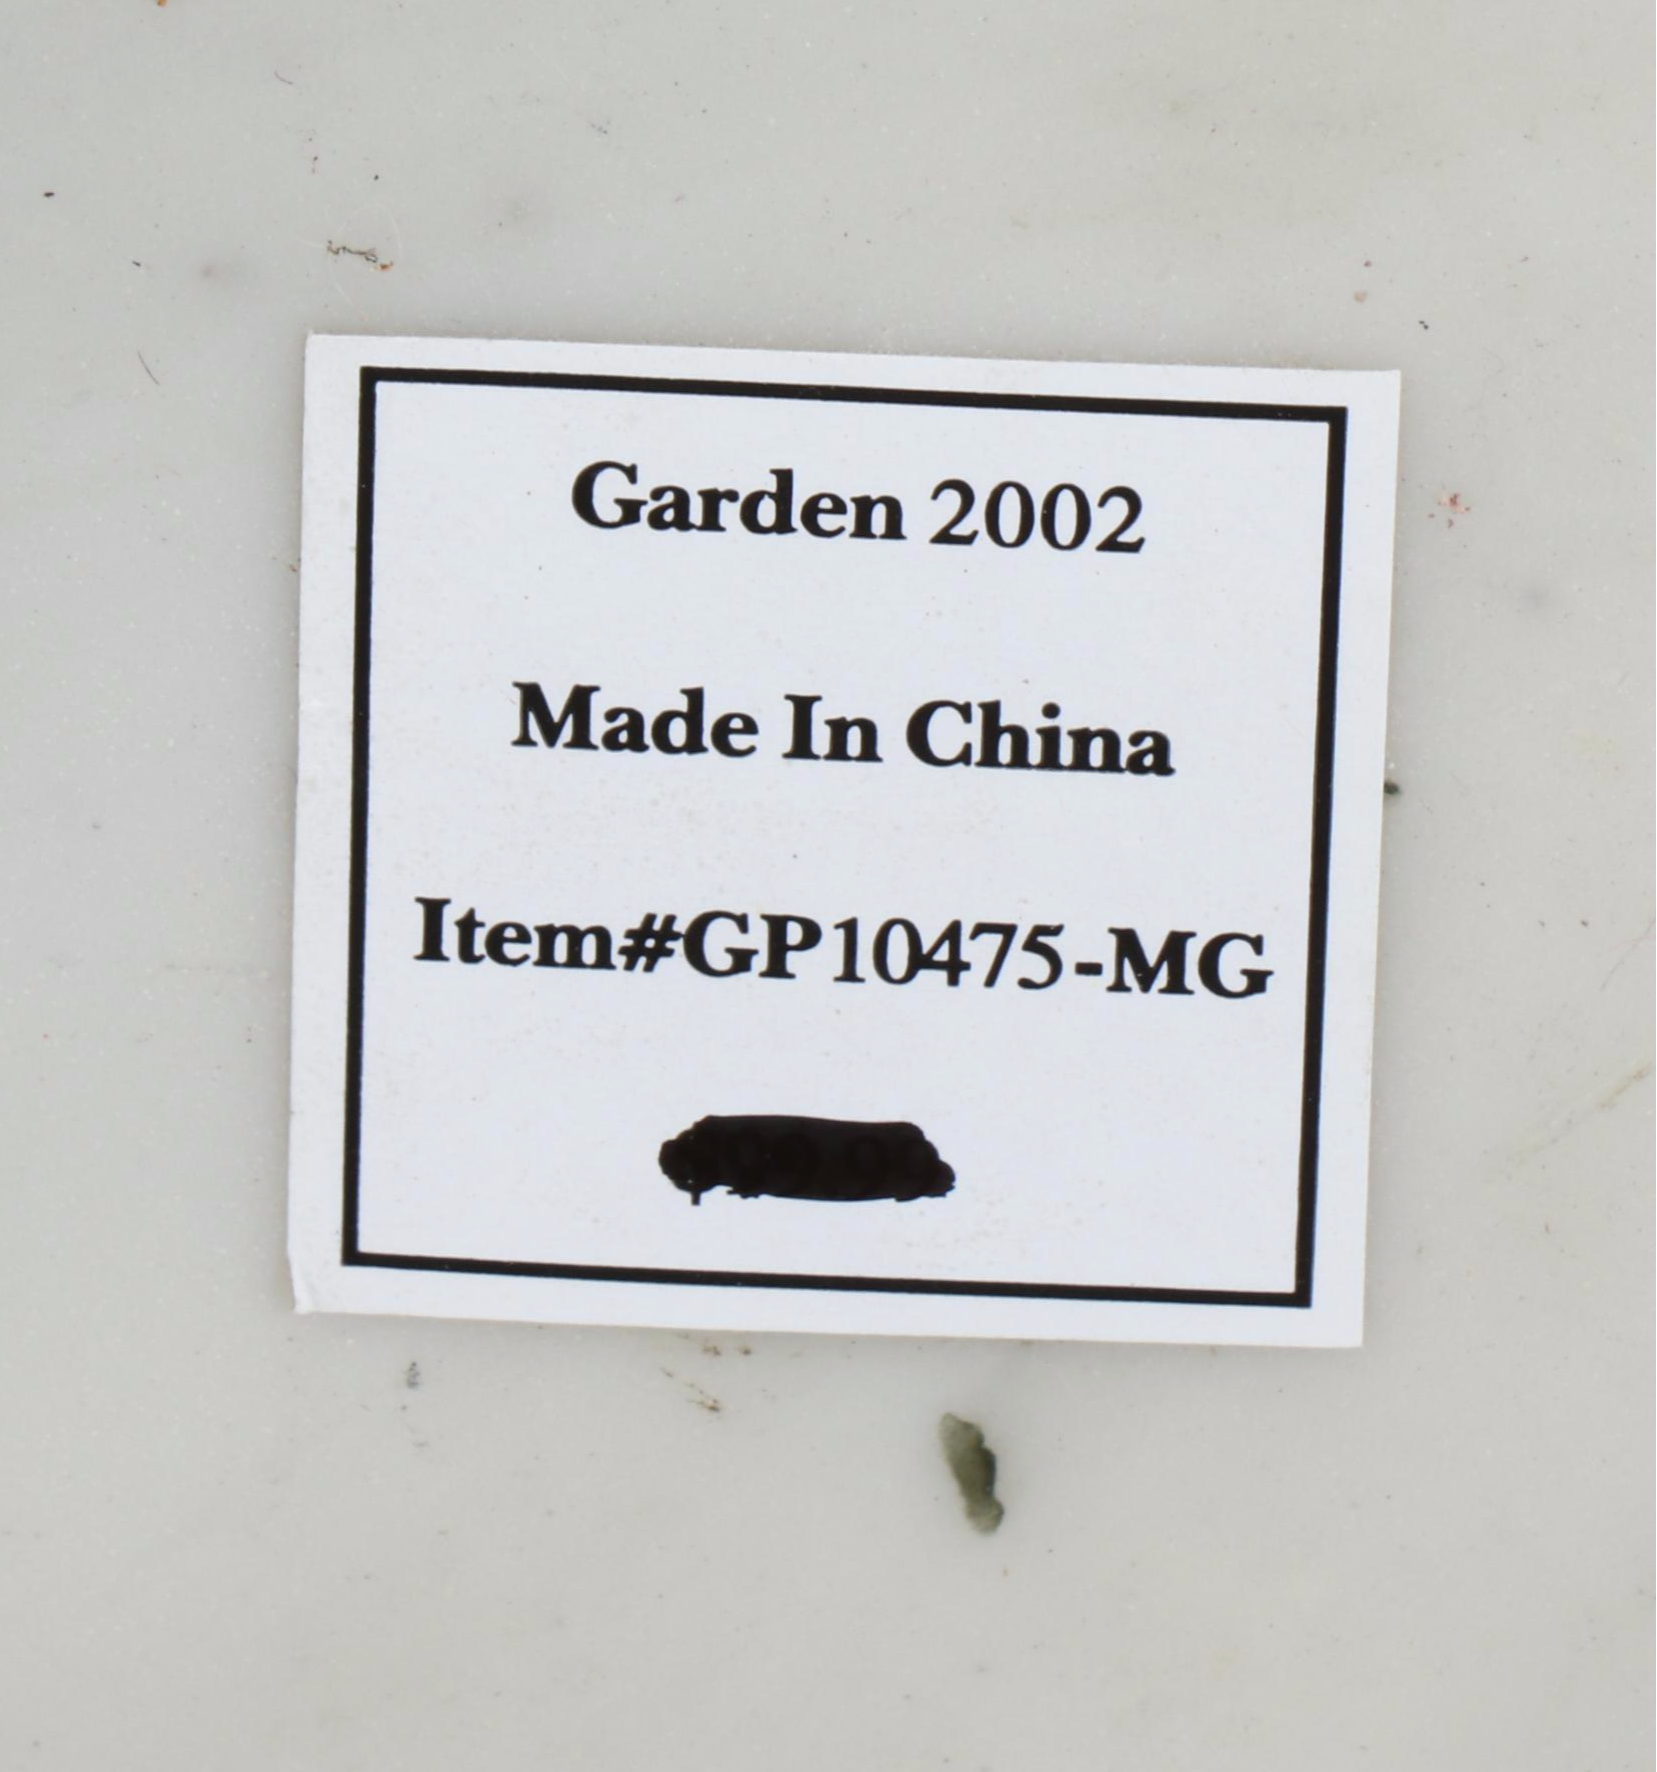 Garden 2002
Made In China
Item#GP10475-MG